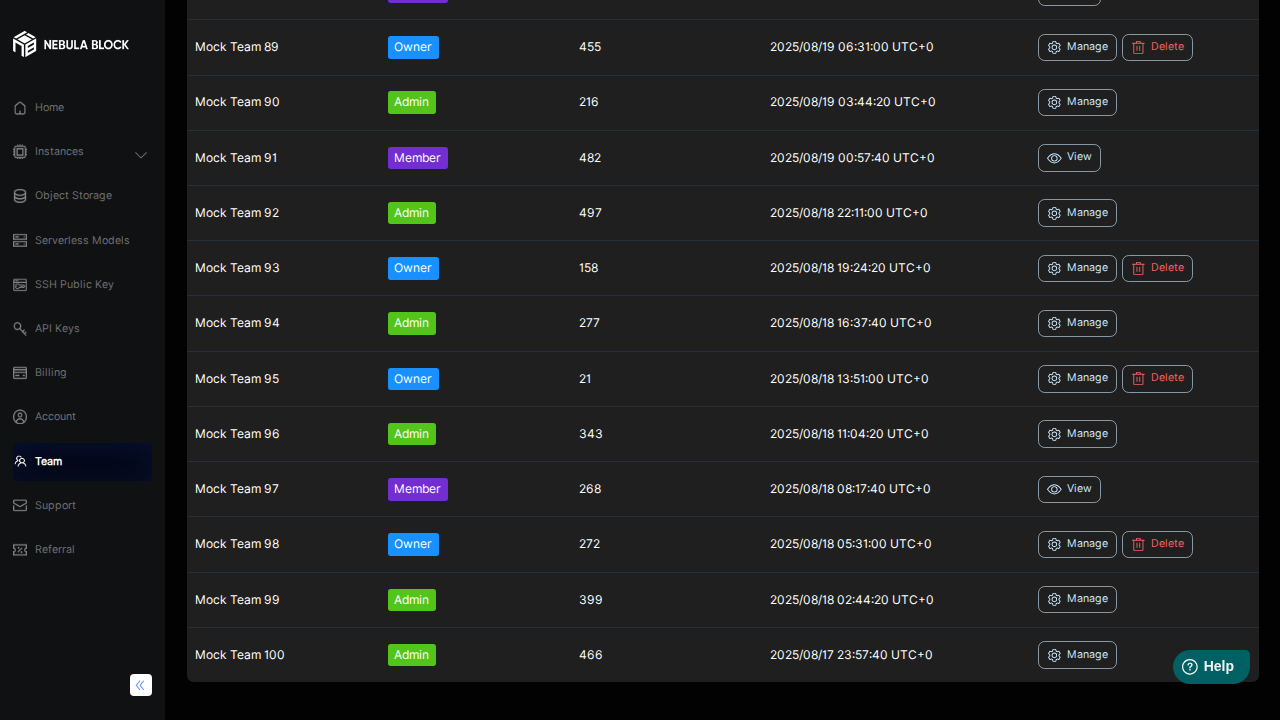 NEBULA BLOCK
Home
Instances
Object Storage
Serverless Models
SSH Public Key
API Keys
Billing
Account
Team
Support
Referral
Mock Team 89 Owner 455 2025/08/19 06:31:00 UTC+0 Manage Delete
Mock Team 90 Admin 216 2025/08/19 03:44:20 UTC+0 Manage
Mock Team 91 Member 482 2025/08/19 00:57:40 UTC+0 View
Mock Team 92 Admin 497 2025/08/18 22:11:00 UTC+0 Manage
Mock Team 93 Owner 158 2025/08/18 19:24:20 UTC+0 Manage Delete
Mock Team 94 Admin 277 2025/08/18 16:37:40 UTC+0 Manage
Mock Team 95 Owner 21 2025/08/18 13:51:00 UTC+0 Manage Delete
Mock Team 96 Admin 343 2025/08/18 11:04:20 UTC+0 Manage
Mock Team 97 Member 268 2025/08/18 08:17:40 UTC+0 View
Mock Team 98 Owner 272 2025/08/18 05:31:00 UTC+0 Manage Delete
Mock Team 99 Admin 399 2025/08/18 02:44:20 UTC+0 Manage
Mock Team 100 Admin 466 2025/08/17 23:57:40 UTC+0 Manage
Help